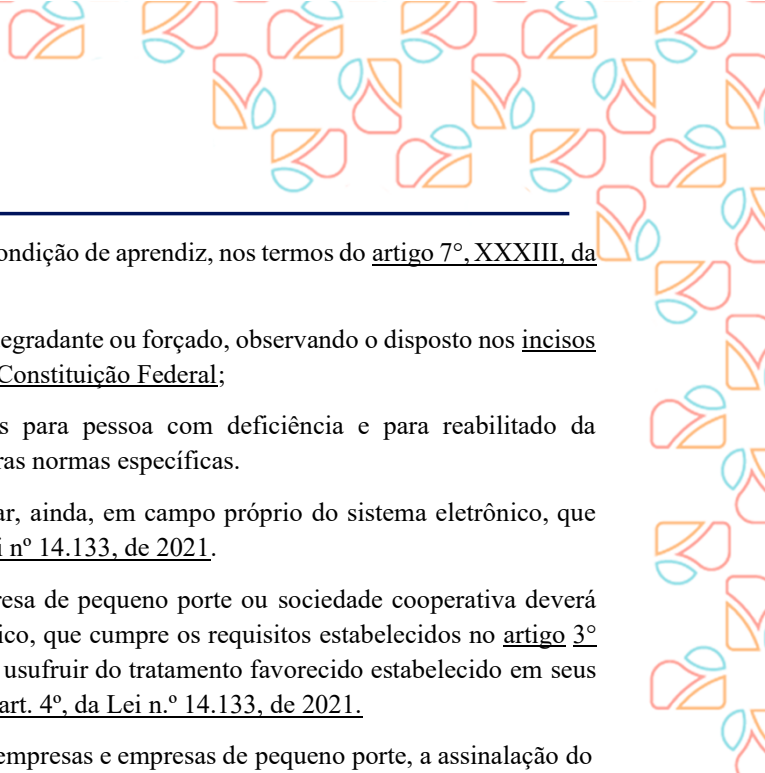 ondição de aprendiz, nos termos do artigo 7°, XXXIII, da
egradante ou forçado, observando o disposto nos incisos
Constituição Federal;
s para pessoa com deficiência e para reabilitado da
ras normas específicas.
ar, ainda, em campo próprio do sistema eletrônico, que
i nº 14.133, de 2021.
resa de pequeno porte ou sociedade cooperativa deverá
ico, que cumpre os requisitos estabelecidos no artigo 3°
usufruir do tratamento favorecido estabelecido em seus
art. 4º, da Lei n.º 14.133, de 2021.
empresas e empresas de pequeno porte, a assinalação do